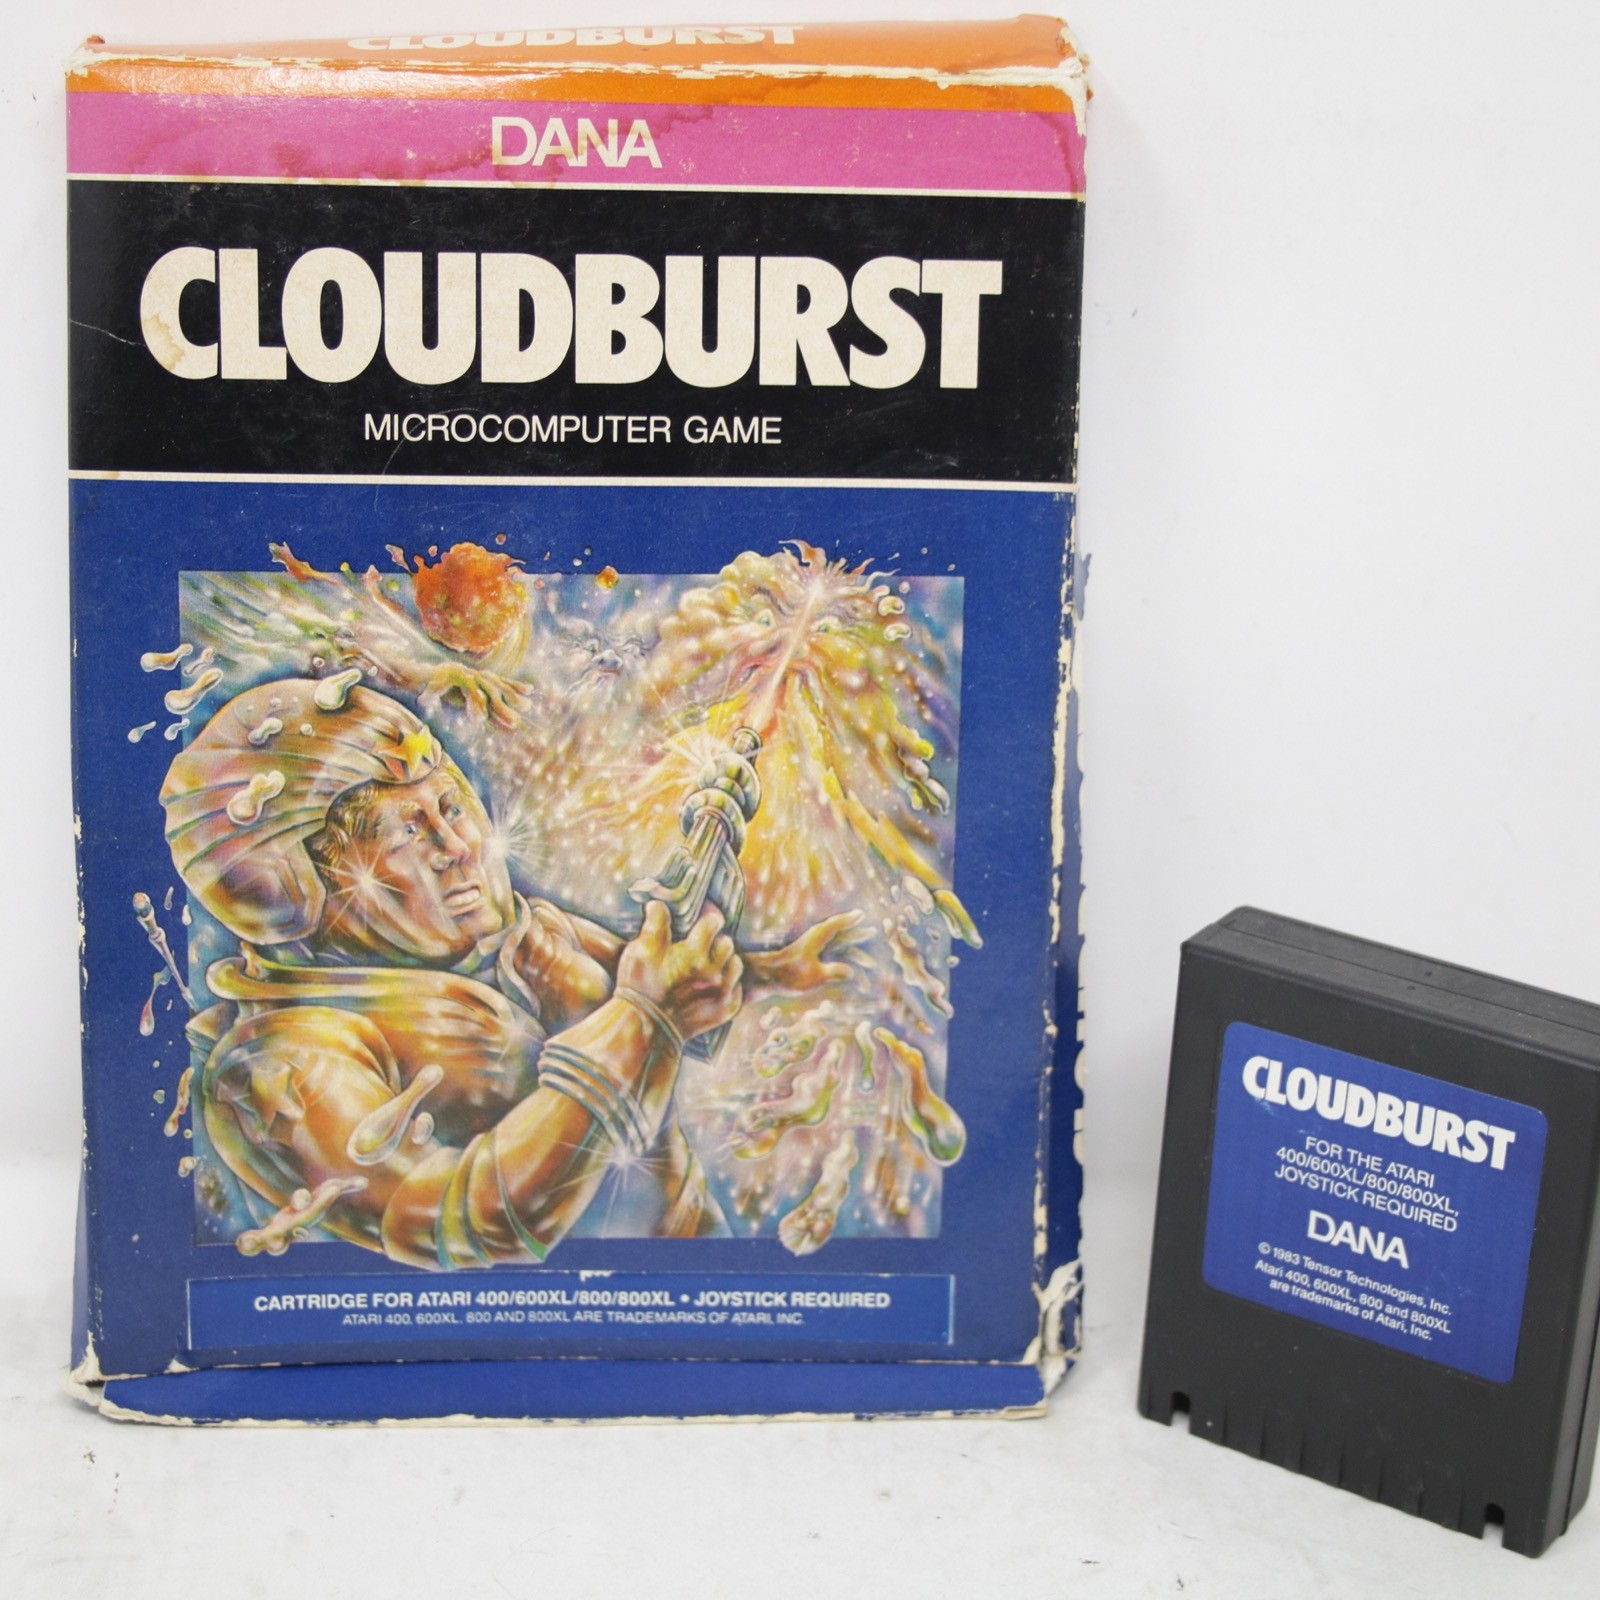 CLOUDBURST
DANA
CLOUDBURST
MICROCOMPUTER GAME
CARTRIDGE FOR ATARI 400/600XL/800/800XL • JOYSTICK REQUIRED
ATARI 400, 600XL, 800 AND 800XL ARE TRADEMARKS OF ATARI, INC.
CLOUDBURST
FOR THE ATARI
400/600XL/800/800XL,
JOYSTICK REQUIRED
DANA
© 1983 Tensor Technologies, Inc.
Atari 400, 600XL, 800 and 800XL
are trademarks of Atari, Inc.